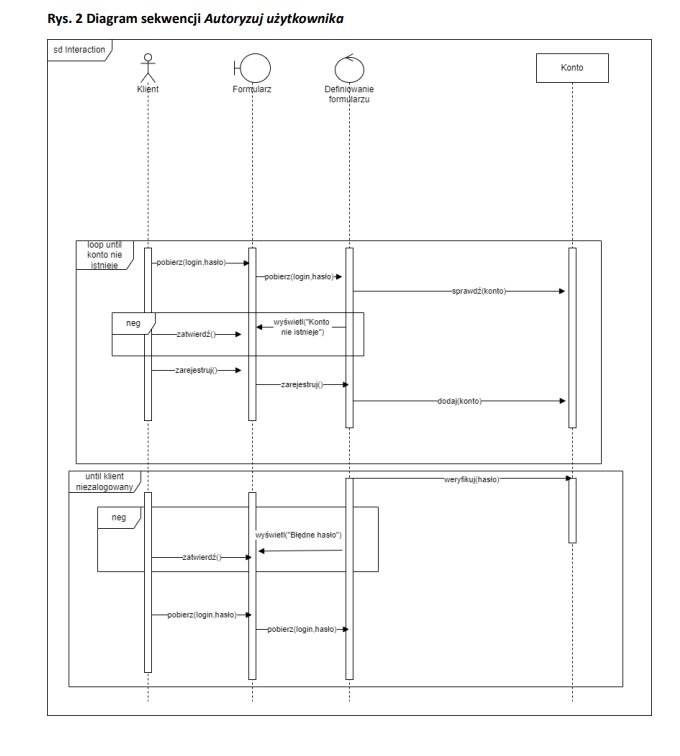 Rys. 2 Diagram sekwencji Autoryzuj użytkownika
sd Interaction
Klient
Formularz
Definiowanie
formularzu
Konto
loop until
konto nie
istnieje
pobierz(login,hasło)
pobierz(login,hasło)
sprawdź(konto)
neg
wyświetl("Konto
nie istnieje")
zatwierdź()
zarejestruj()
zarejestruj()
dodaj(konto)
until klient
niezalogowany
weryfikuj(hasło)
neg
wyświetl("Błędne hasło")
zatwierdź()
pobierz(login,hasło)
pobierz(login,hasło)